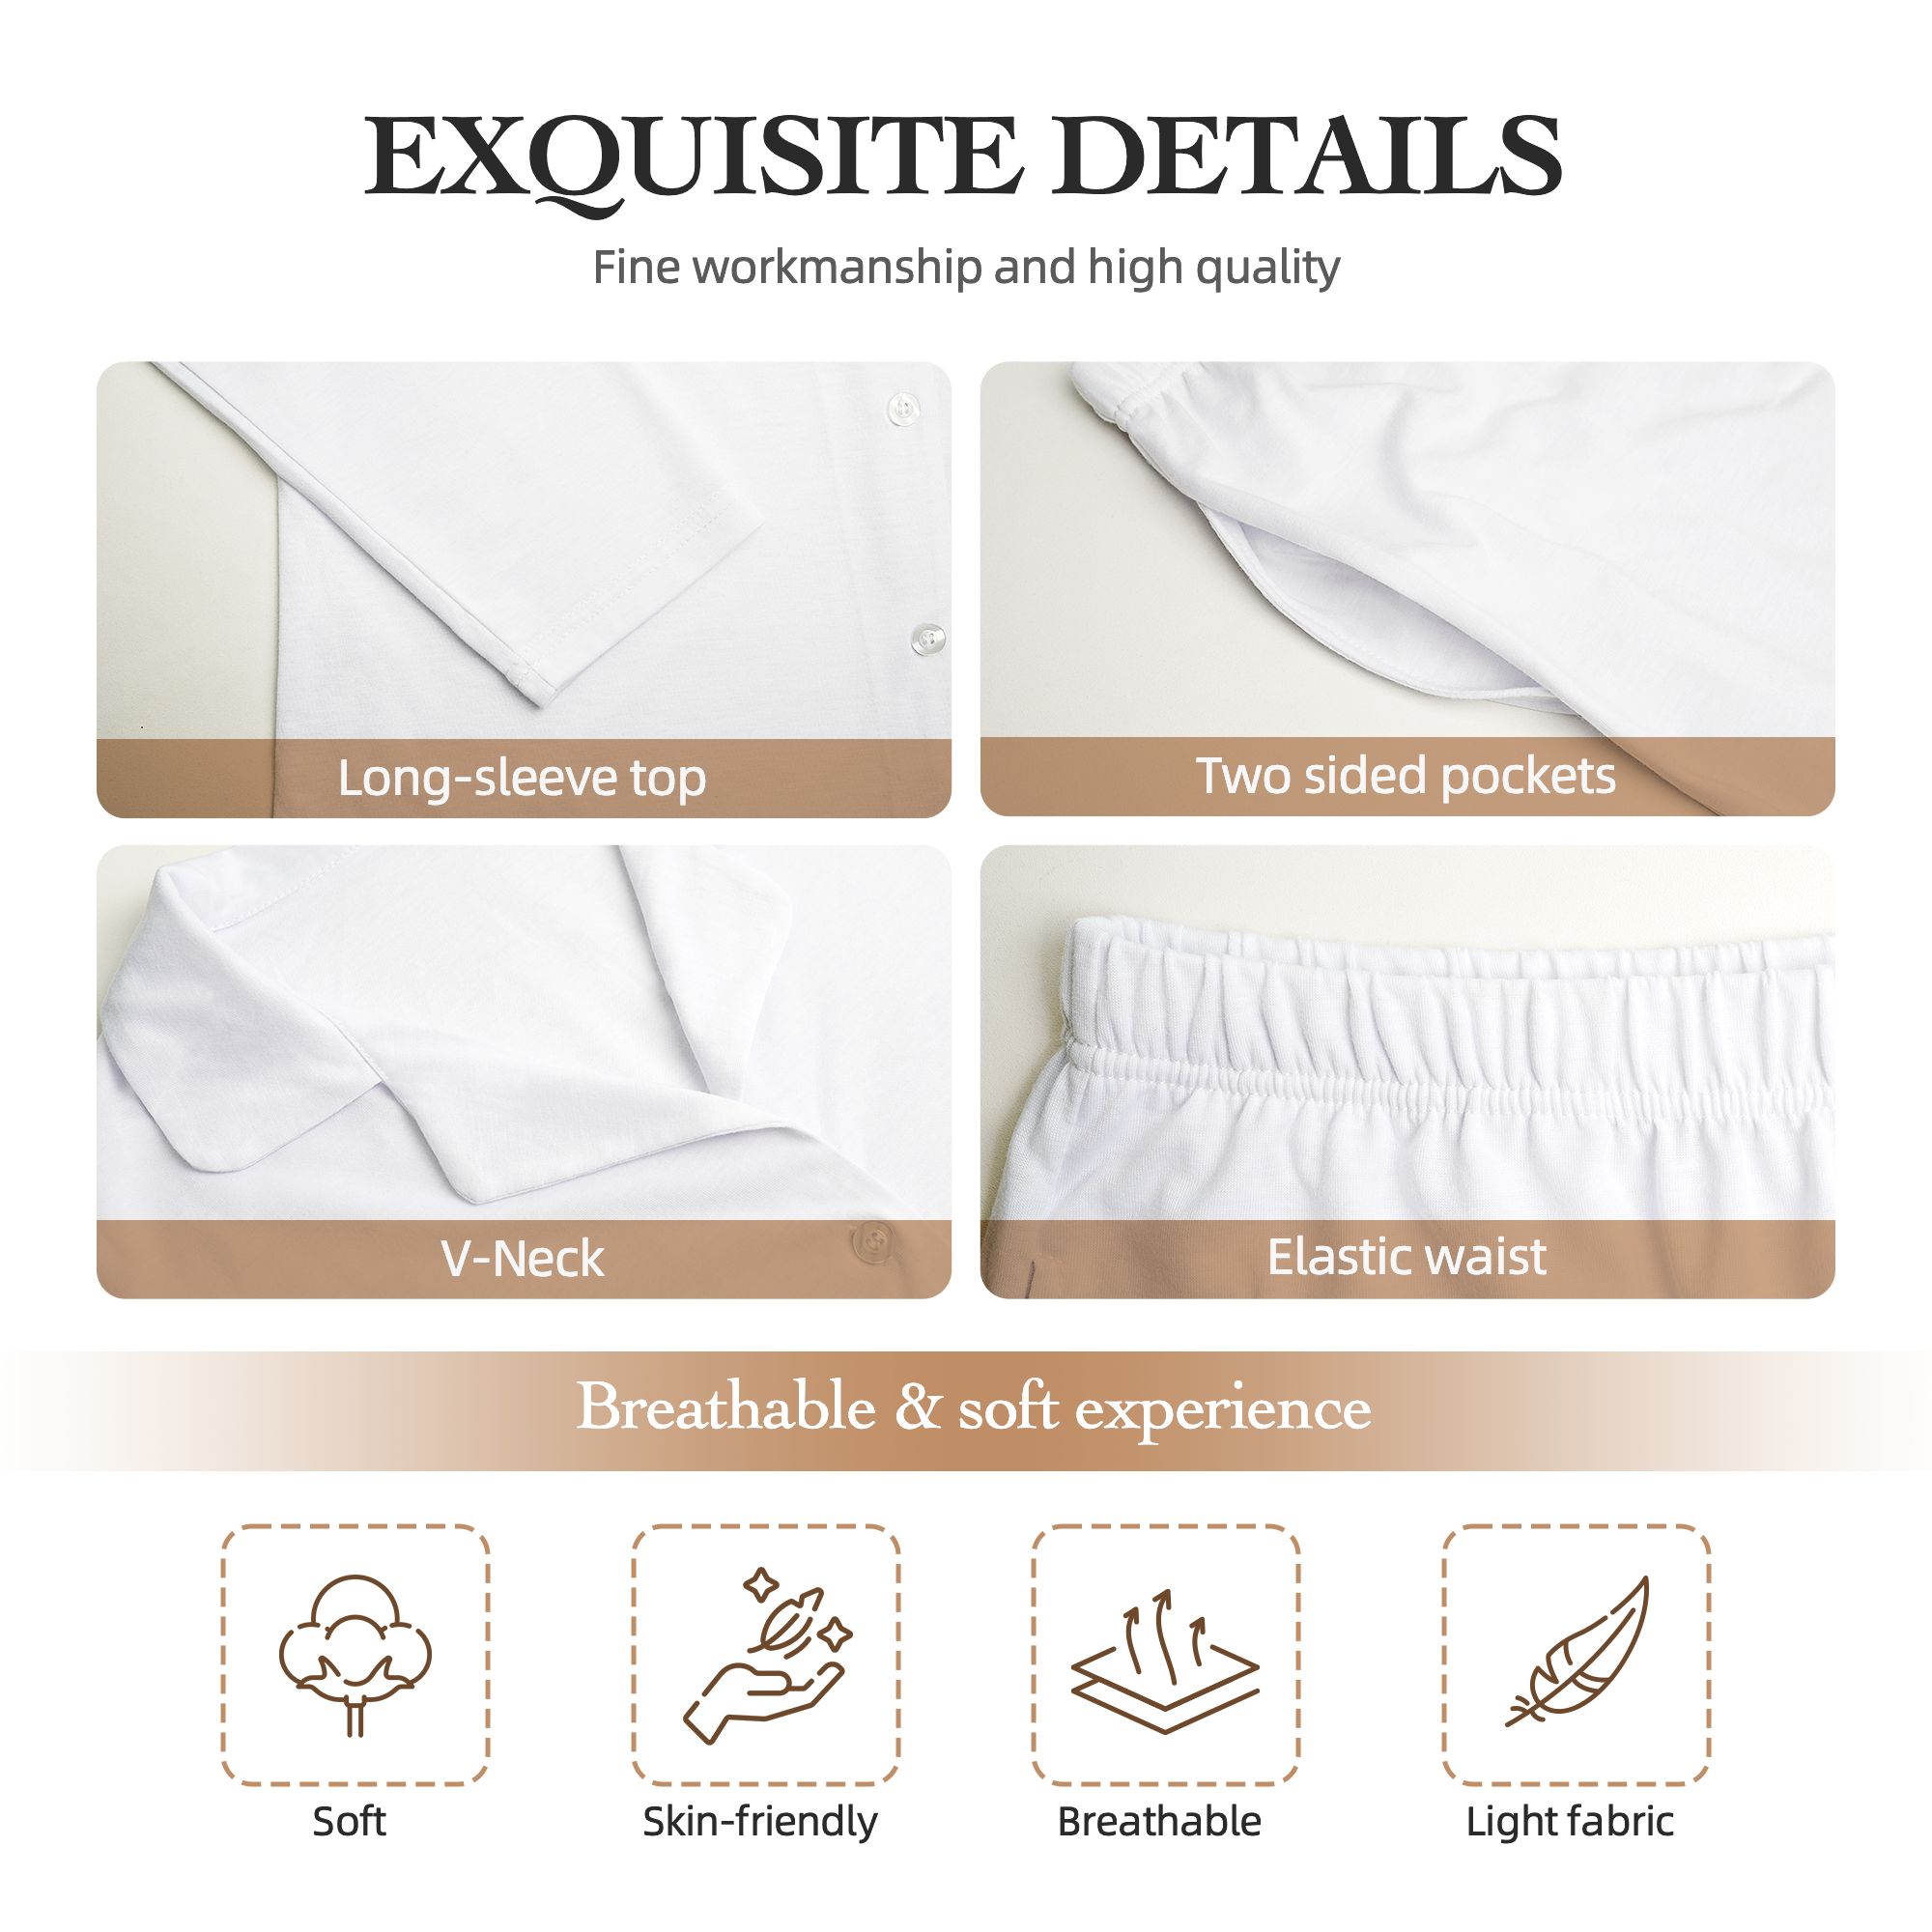 EXQUISITE DETAILS
Fine workmanship and high quality
Long-sleeve top
Two sided pockets
V-Neck
Elastic waist
Breathable & soft experience
Soft
Skin-friendly
Breathable
Light fabric